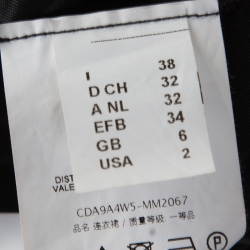 I 38
D CH 32
A NL 32
EFB 34
GB 6
USA 2
DIST
VALE
CDA9A4W5-MM2067
品名: 连衣裙 / 质量等级: 一等品